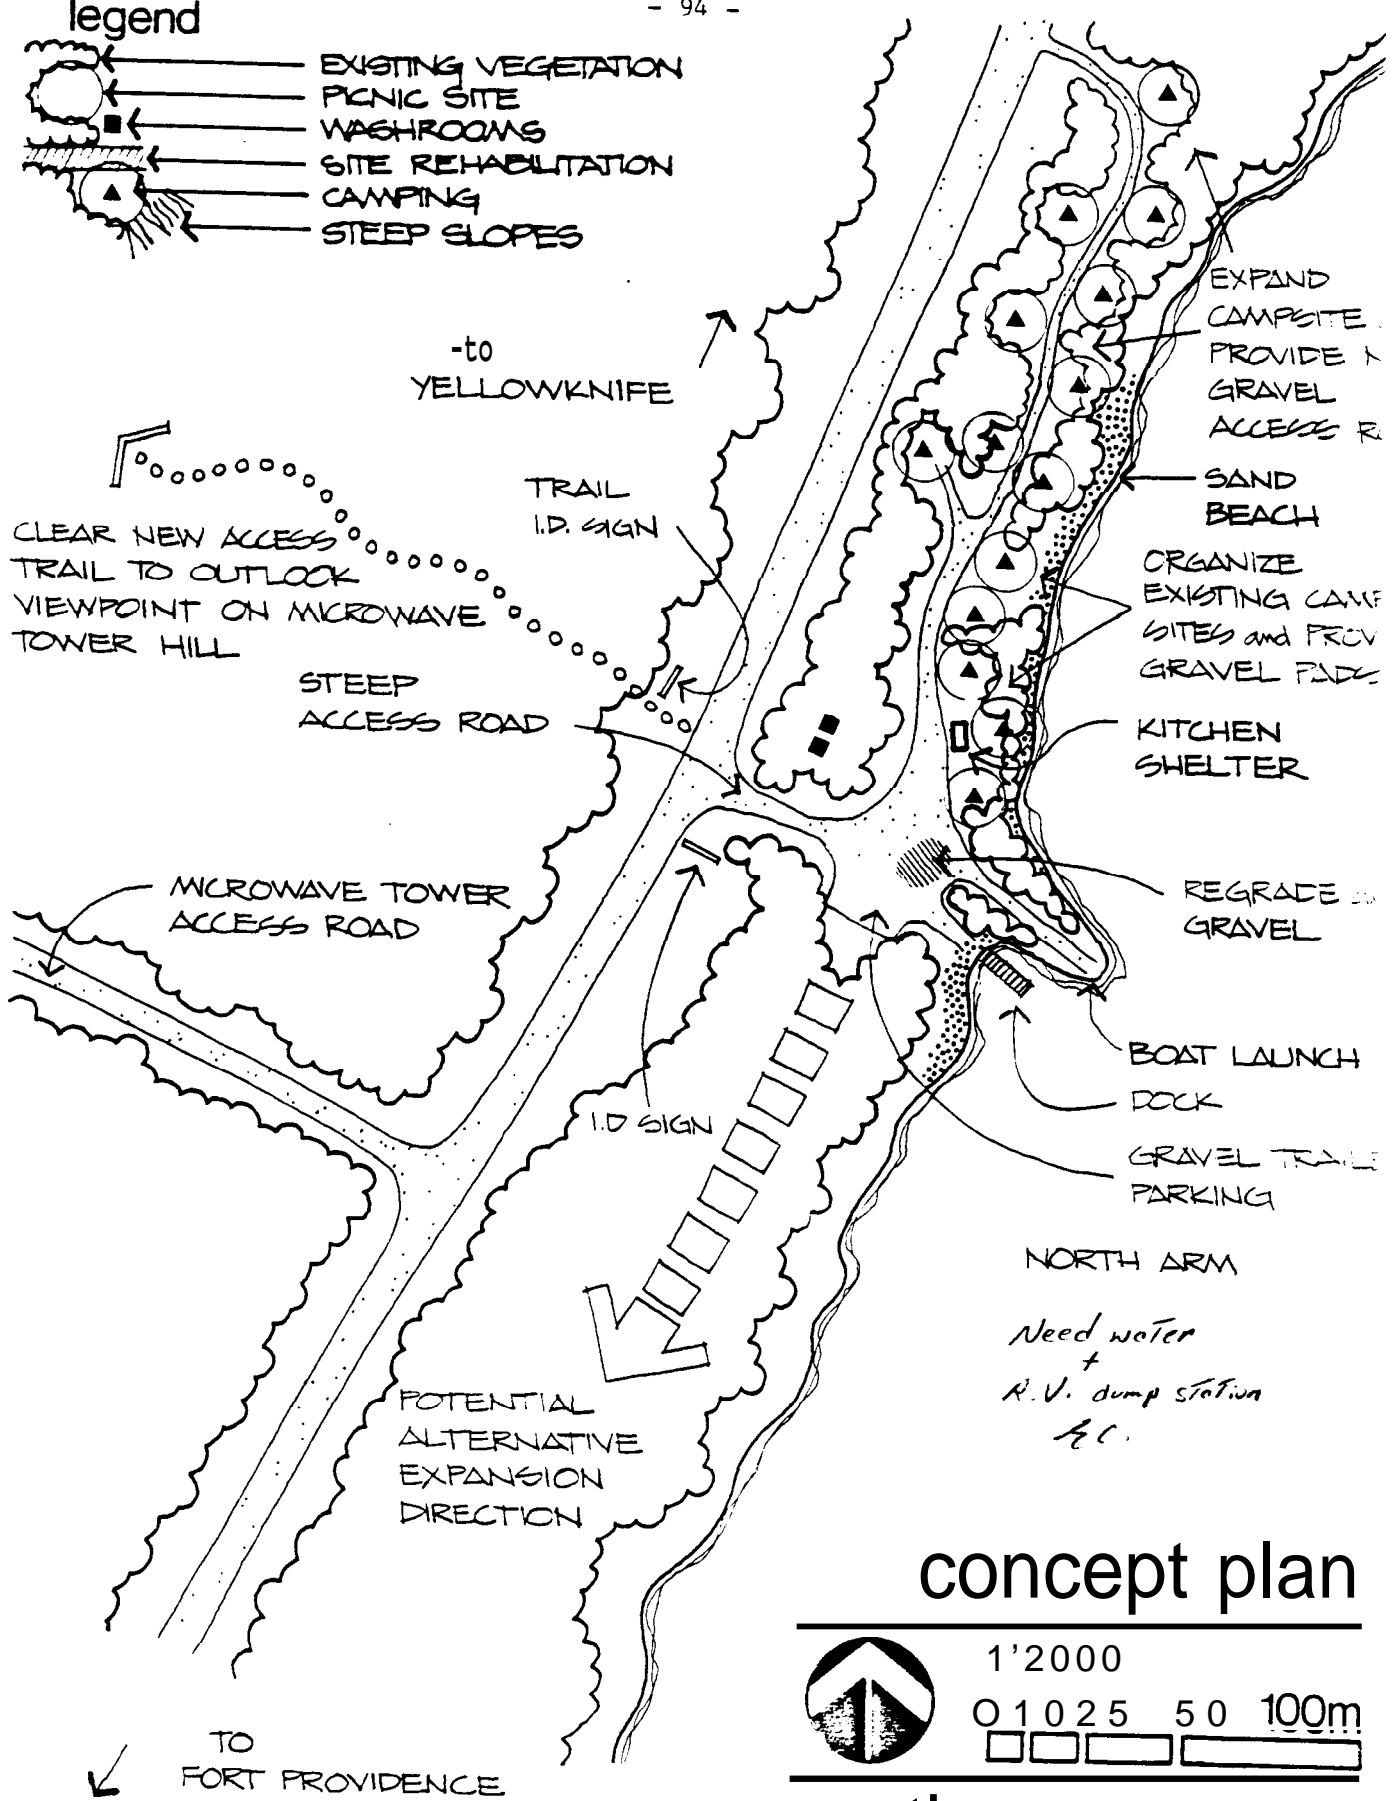 - 94 -
legend
EXISTING VEGETATION
PICNIC SITE
WASHROOMS
SITE REHABILITATION
CAMPING
STEEP SLOPES
-to
YELLOWKNIFE
EXPAND
CAMPSITE
PROVIDE
GRAVEL
ACCESS
SAND
BEACH
TRAIL
I.D. SIGN
CLEAR NEW ACCESS
TRAIL TO OUTLOOK
VIEWPOINT ON MICROWAVE
TOWER HILL
ORGANIZE
EXISTING
SITES and
GRAVEL PADS
STEEP
ACCESS ROAD
KITCHEN
SHELTER
MICROWAVE TOWER
ACCESS ROAD
REGRADE
GRAVEL
BOAT LAUNCH
DOCK
I.D SIGN
GRAVEL
PARKING
NORTH ARM
Need water
+
R.V. dump station
POTENTIAL
ALTERNATIVE
EXPANSION
DIRECTION
concept plan
1'2000
0 10 25 50 100m
TO
FORT PROVIDENCE